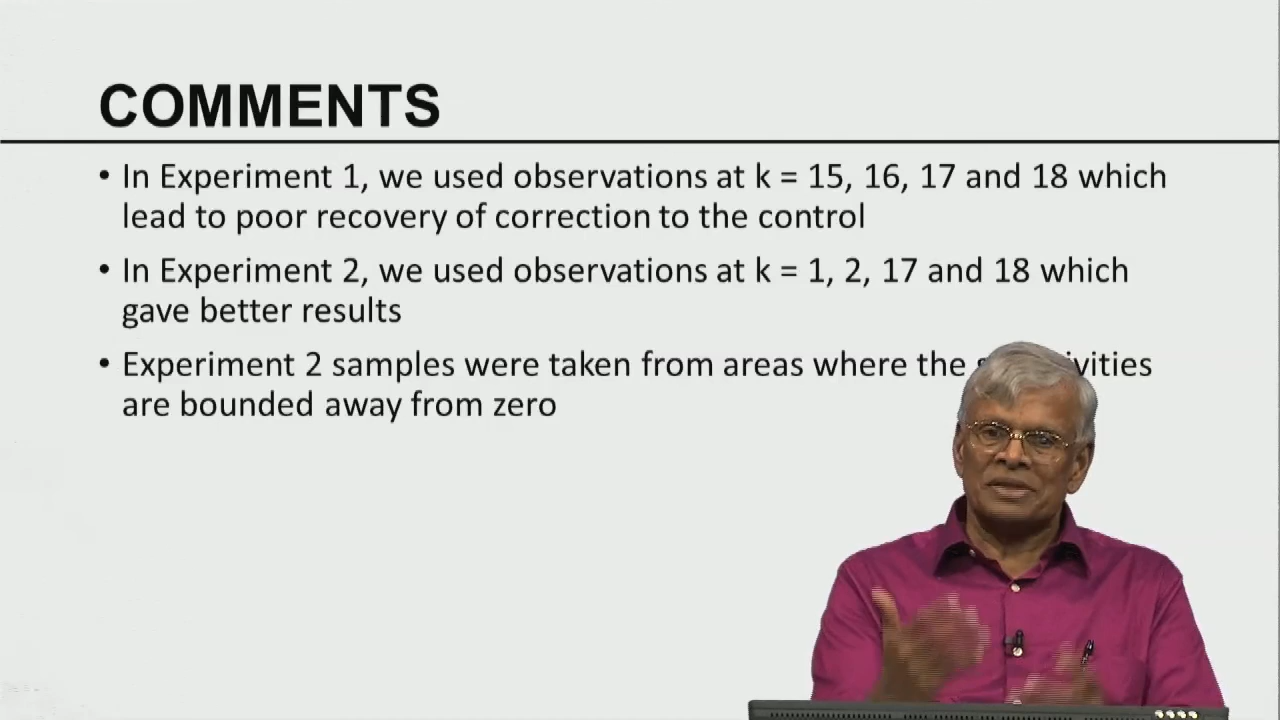 COMMENTS
• In Experiment 1, we used observations at k = 15, 16, 17 and 18 which
lead to poor recovery of correction to the control
• In Experiment 2, we used observations at k = 1, 2, 17 and 18 which
gave better results
• Experiment 2 samples were taken from areas where the
are bounded away from zero